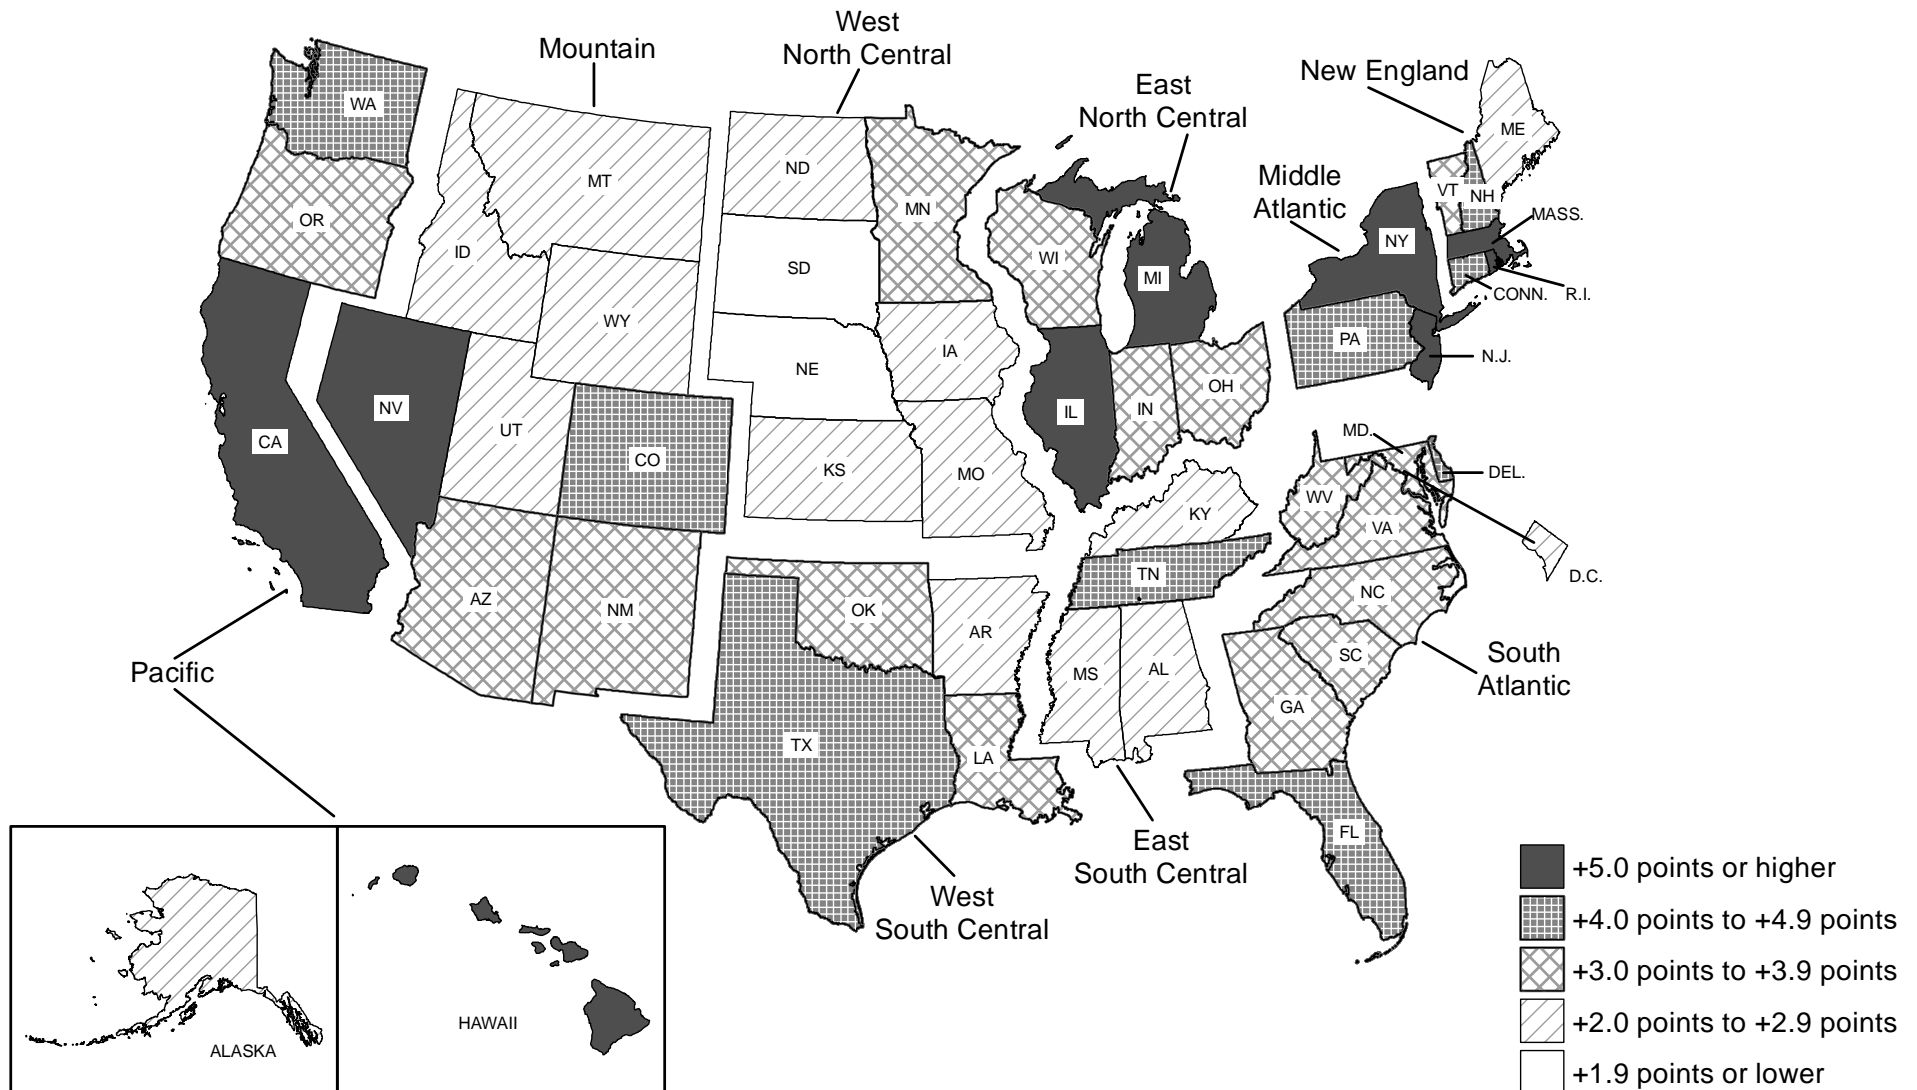 West
North Central
Mountain
New England
East
North Central
WA
ME
ND
MT
Middle
Atlantic
VT
NH
MN
MASS.
OR
NY
ID
WI
SD
MI
CONN.
R.I.
WY
PA
IA
N.J.
NE
OH
NV
IL
IN
UT
MD.
CA
CO
KS
MO
DEL.
WV
KY
VA
TN
D.C.
NC
AZ
NM
OK
AR
SC
South
Atlantic
MS
AL
Pacific
GA
TX
LA
FL
East
South Central
West
South Central
HAWAII
ALASKA
+5.0 points or higher
+4.0 points to +4.9 points
+3.0 points to +3.9 points
+2.0 points to +2.9 points
+1.9 points or lower